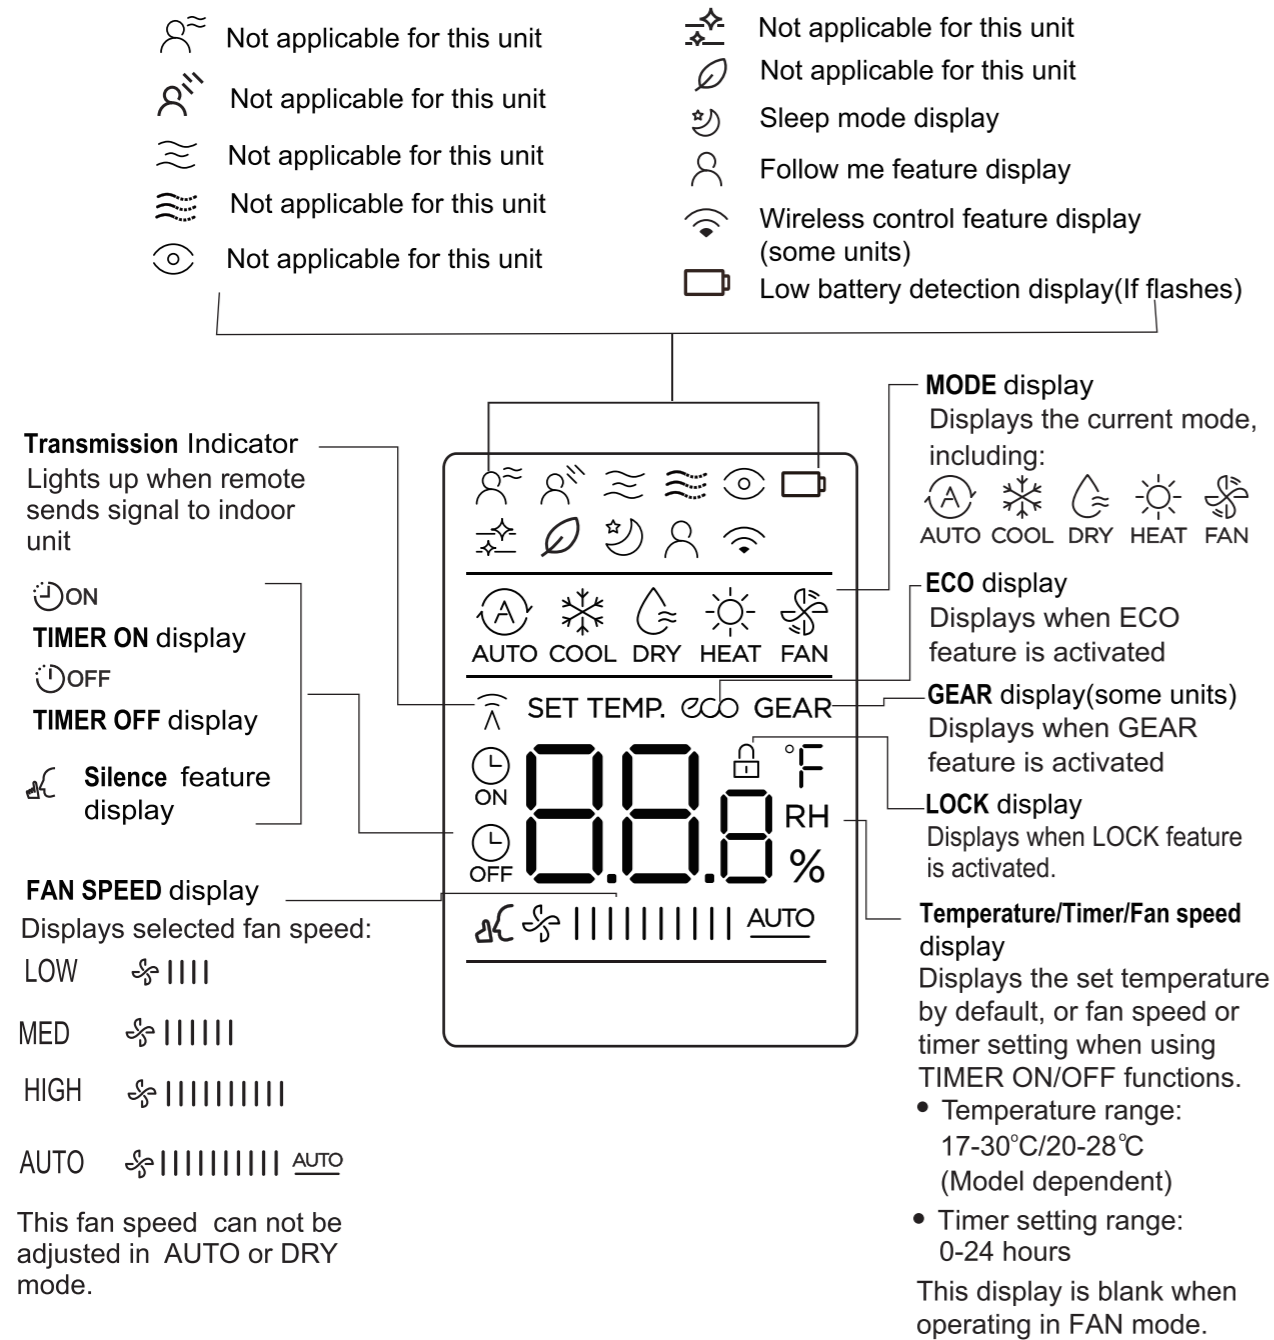 Not applicable for this unit
Not applicable for this unit
Not applicable for this unit
Not applicable for this unit
Not applicable for this unit
Not applicable for this unit
Not applicable for this unit
Sleep mode display
Follow me feature display
Wireless control feature display
(some units)
Low battery detection display(If flashes)
Transmission Indicator
Lights up when remote
sends signal to indoor
unit
ON
TIMER ON display
OFF
TIMER OFF display
Silence feature
display
FAN SPEED display
Displays selected fan speed:
LOW
MED
HIGH
AUTO AUTO
This fan speed can not be
adjusted in AUTO or DRY
mode.
A
AUTO COOL DRY HEAT FAN
SET TEMP. eco GEAR
ON
OFF
88.8 °F
RH
%
AUTO
MODE display
Displays the current mode,
including:
A
AUTO COOL DRY HEAT FAN
ECO display
Displays when ECO
feature is activated
GEAR display(some units)
Displays when GEAR
feature is activated
LOCK display
Displays when LOCK feature
is activated.
Temperature/Timer/Fan speed
display
Displays the set temperature
by default, or fan speed or
timer setting when using
TIMER ON/OFF functions.
• Temperature range:
17-30°C/20-28°C
(Model dependent)
• Timer setting range:
0-24 hours
This display is blank when
operating in FAN mode.